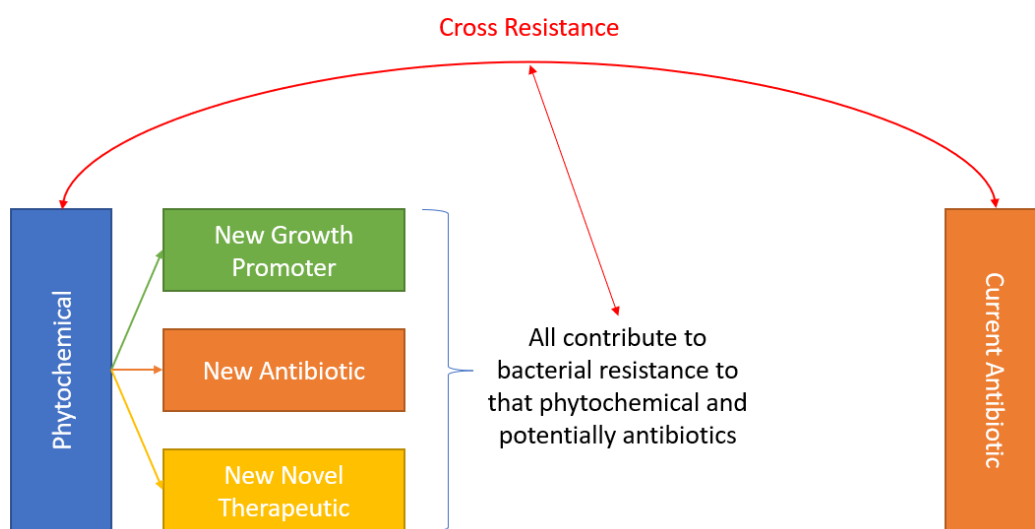 Cross Resistance
Phytochemical
New Growth
Promoter
New Antibiotic
New Novel
Therapeutic
All contribute to
bacterial resistance to
that phytochemical and
potentially antibiotics
Current Antibiotic